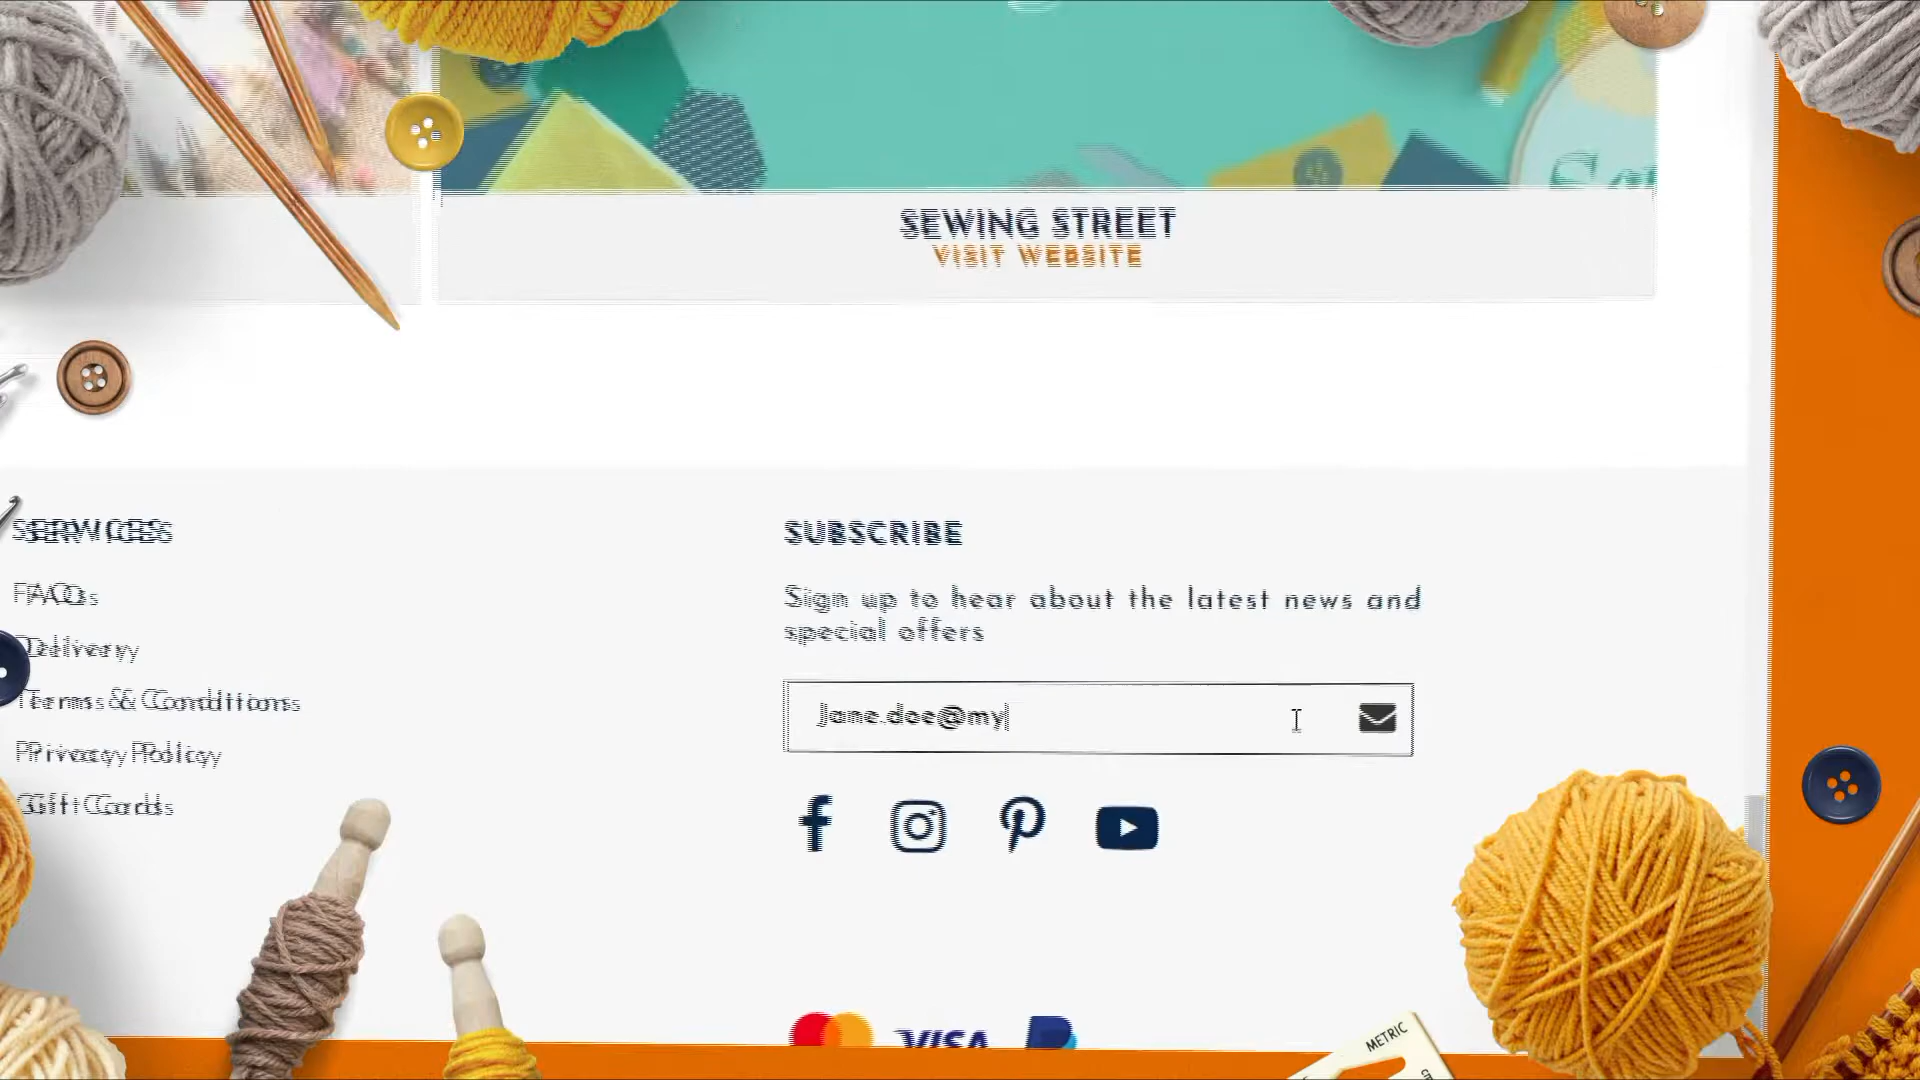 SEWING STREET
VISIT WEBSITE
SERVICES
FAQs
Delivery
Terms & Conditions
Privacy Policy
Gift Cards
SUBSCRIBE
Sign up to hear about the latest news and
special offers
Jane.doe@my
VISA
METRIC